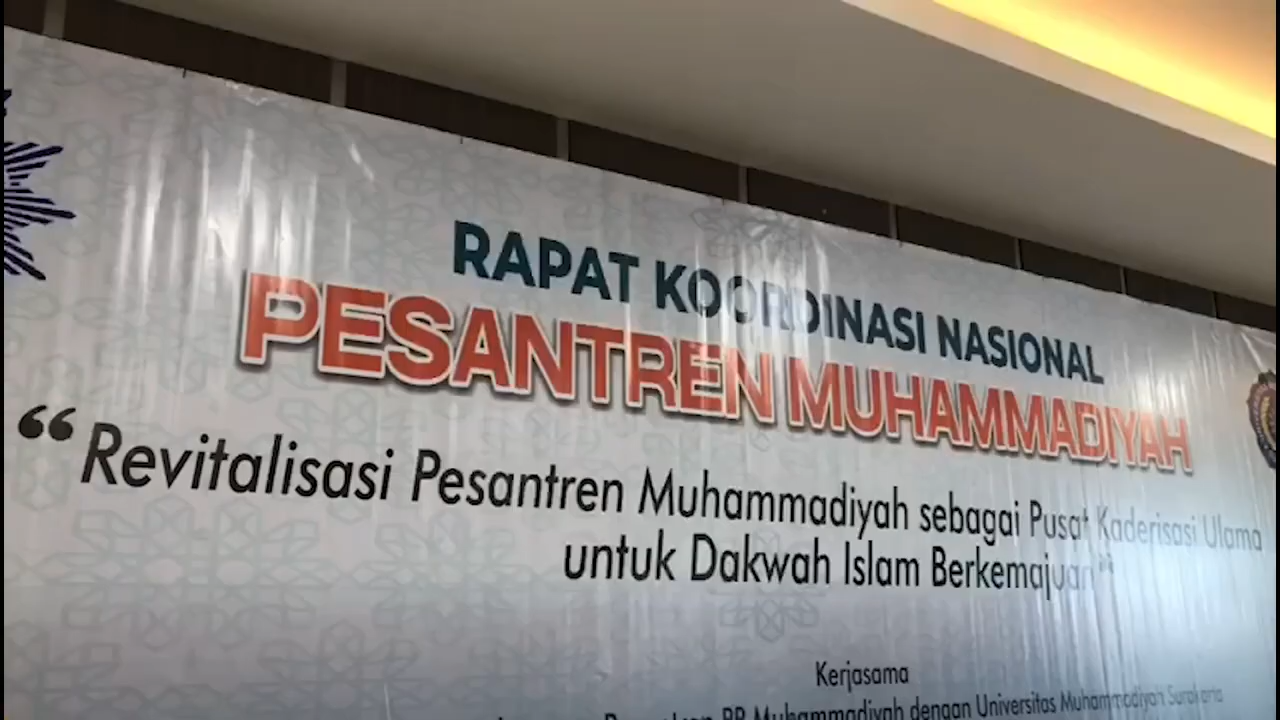 RAPAT KOORDINASI NASIONAL
PESANTREN MUHAMMADIYAH
“Revitalisasi Pesantren Muhammadiyah sebagai Pusat Kaderisasi Ulama
untuk Dakwah Islam Berkemajuan”
Kerjasama
PP Muhammadiyah dengan Universitas Muhammadiyah Surakarta